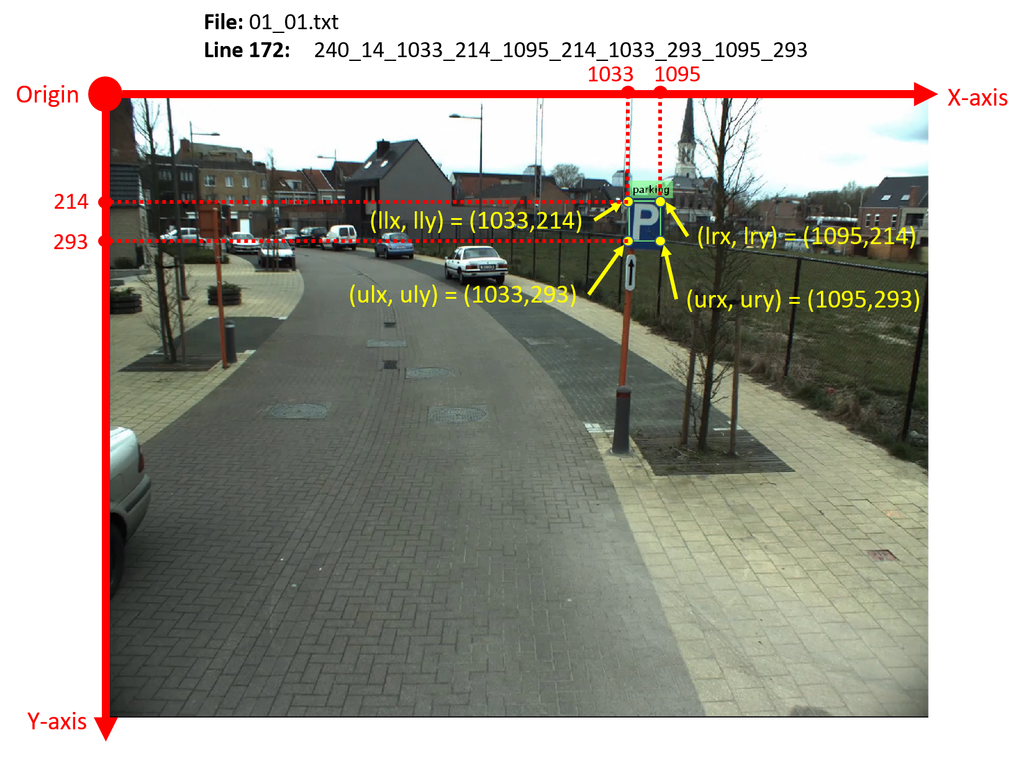 File: 01_01.txt
Line 172: 240_14_1033_214_1095_214_1033_293_1095_293
1033 1095
Origin
X-axis
parking
214
(llx, lly) = (1033,214)
P
(lrx, lry) = (1095,214)
293
(ulx, uly) = (1033,293)
(urx, ury) = (1095,293)
Y-axis